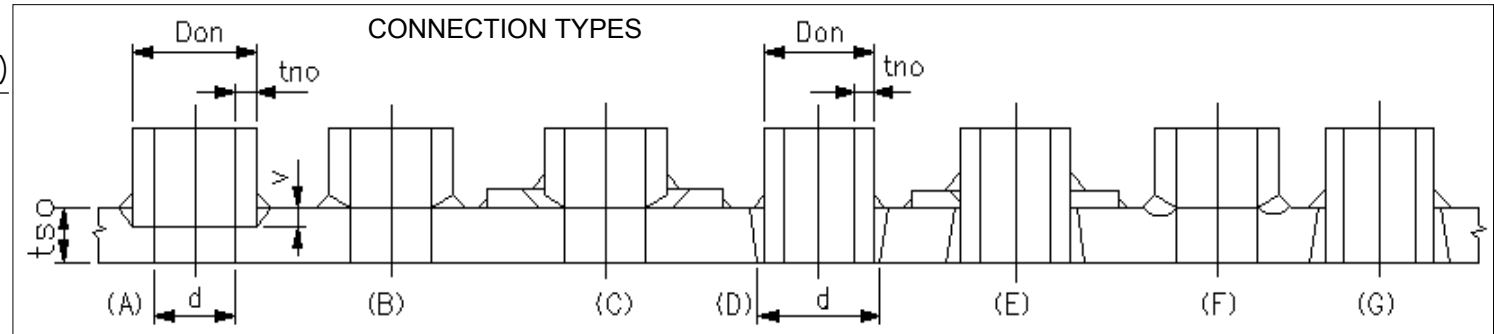 CONNECTION TYPES
Don
Don
tno
tno
)
v
tso
(A)
d
(B)
(C)
(D)
d
(E)
(F)
(G)